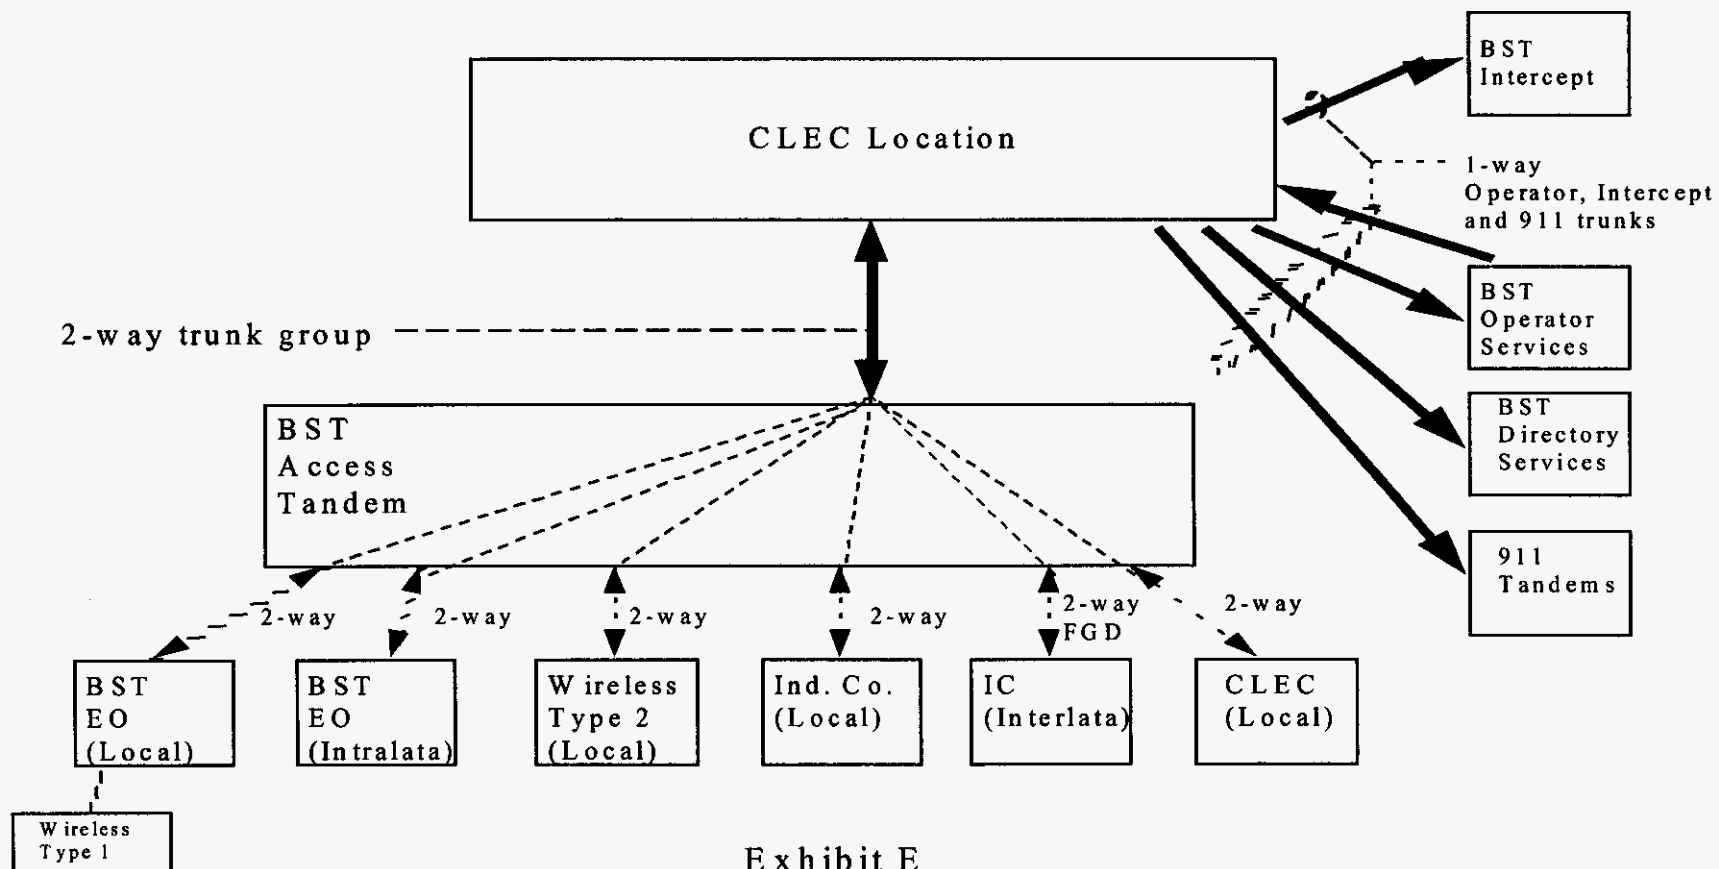 BST
Intercept
CLEC Location
1-way
Operator, Intercept
and 911 trunks
BST
Operator
Services
2-way trunk group
BST
Access
Tandem
BST
Directory
Services
911
Tandems
2-way
2-way
2-way
2-way
2-way
FGD
2-way
BST
EO
(Local)
BST
EO
(Intralata)
Wireless
Type 2
(Local)
Ind. Co.
(Local)
IC
(Interlata)
CLEC
(Local)
Wireless
Type 1
Exhibit E